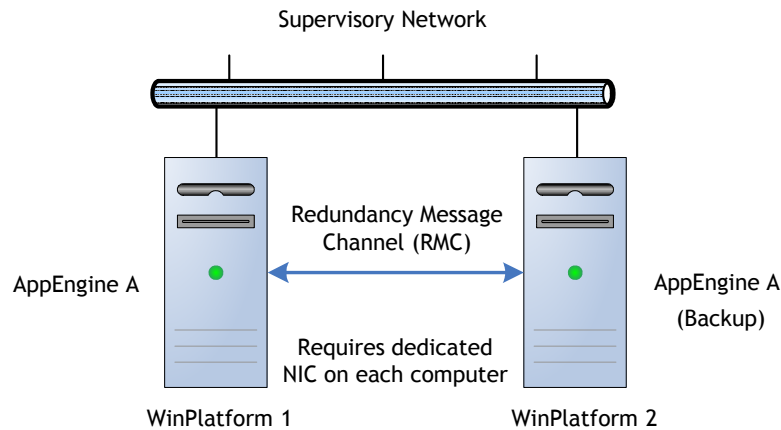 Supervisory Network
Redundancy Message
Channel (RMC)
AppEngine A
AppEngine A
(Backup)
Requires dedicated
NIC on each computer
WinPlatform 1
WinPlatform 2